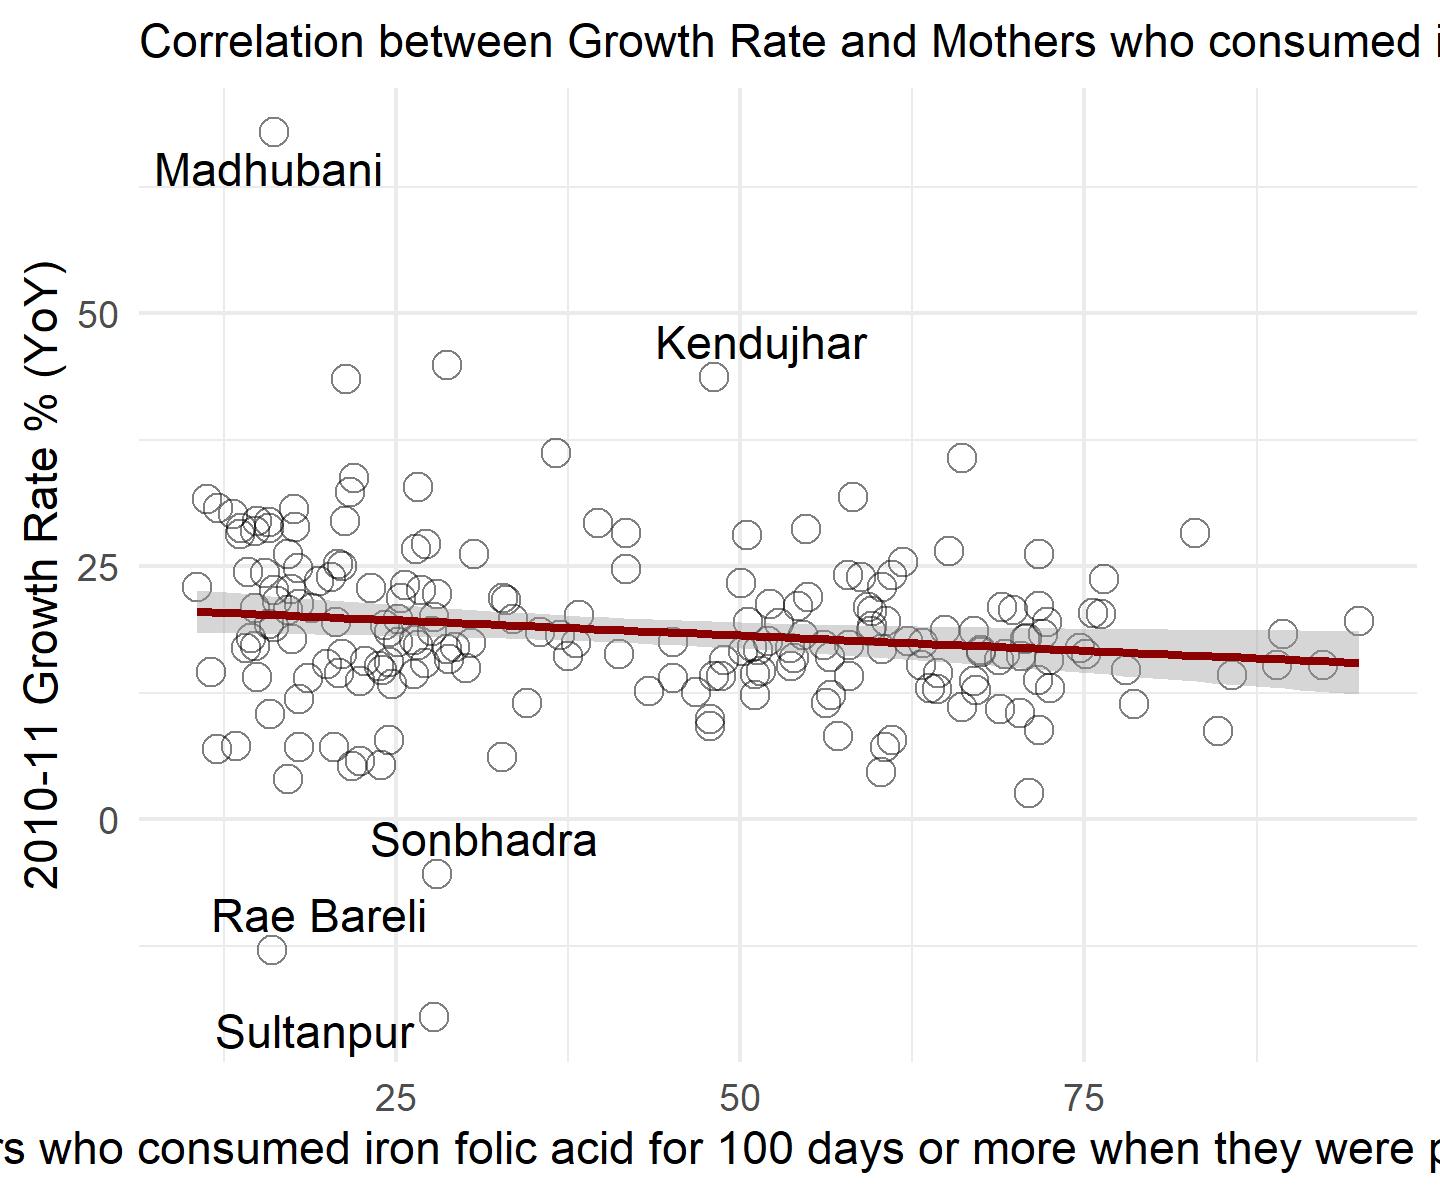 Correlation between Growth Rate and Mothers who consumed
Madhubani
50
Kendujhar
2010-11 Growth Rate % (YoY)
25
0
Sonbhadra
Rae Bareli
Sultanpur
25 50 75
who consumed iron folic acid for 100 days or more when they were